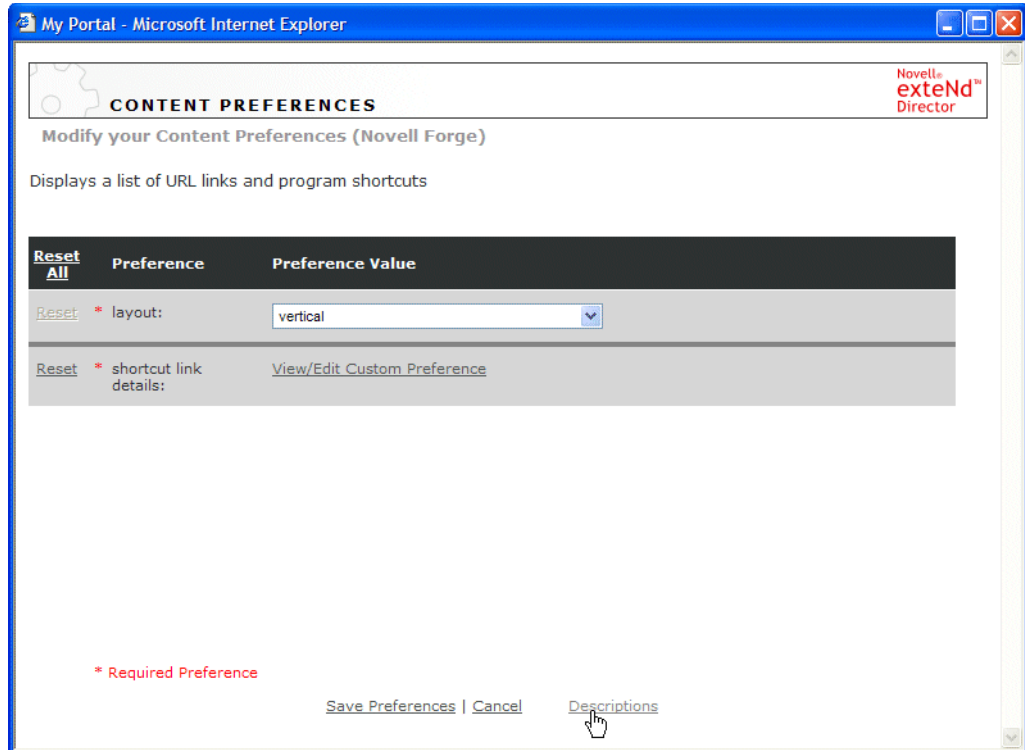 My Portal - Microsoft Internet Explorer
Novell®
exteNd™
Director
CONTENT PREFERENCES
Modify your Content Preferences (Novell Forge)
Displays a list of URL links and program shortcuts
Reset All Preference Preference Value
Reset * layout: vertical
Reset * shortcut link details: View/Edit Custom Preference
* Required Preference
Save Preferences | Cancel Descriptions